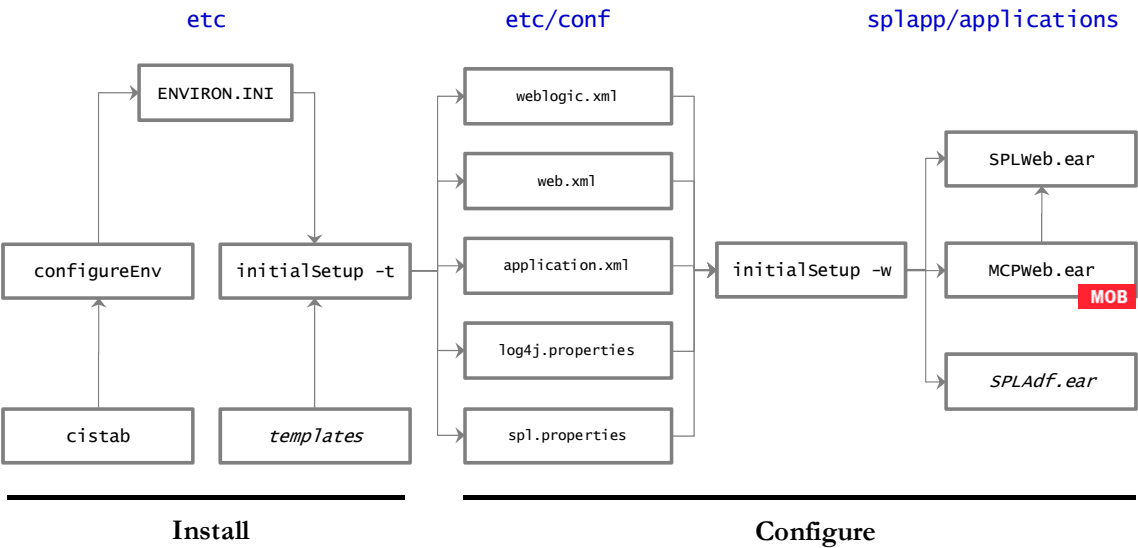 etc
etc/conf
splapp/applications
ENVIRON.INI
weblogic.xml
SPLWeb.ear
web.xml
configureEnv
initialSetup -t
application.xml
initialSetup -w
MCPWeb.ear
MOB
log4j.properties
SPLAdf.ear
cistab
templates
spl.properties
Install
Configure